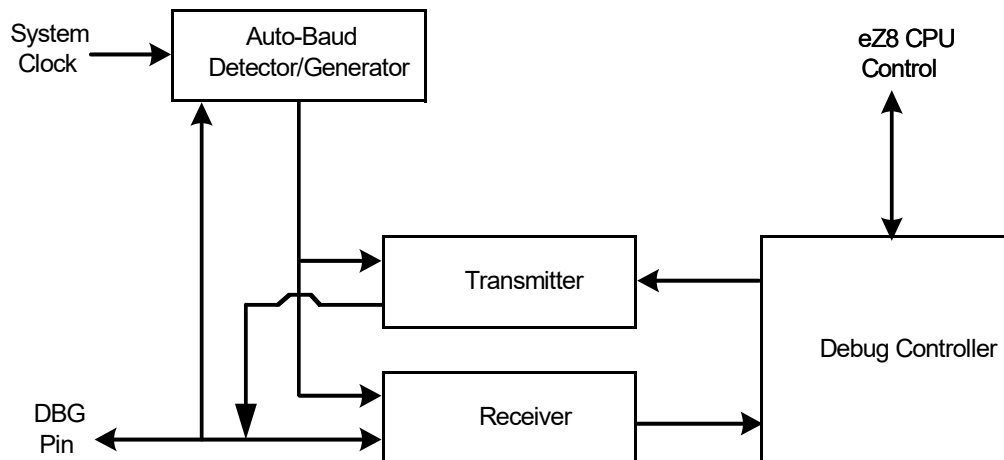 System
Clock
Auto-Baud
Detector/Generator
eZ8 CPU
Control
Transmitter
Debug Controller
Receiver
DBG
Pin